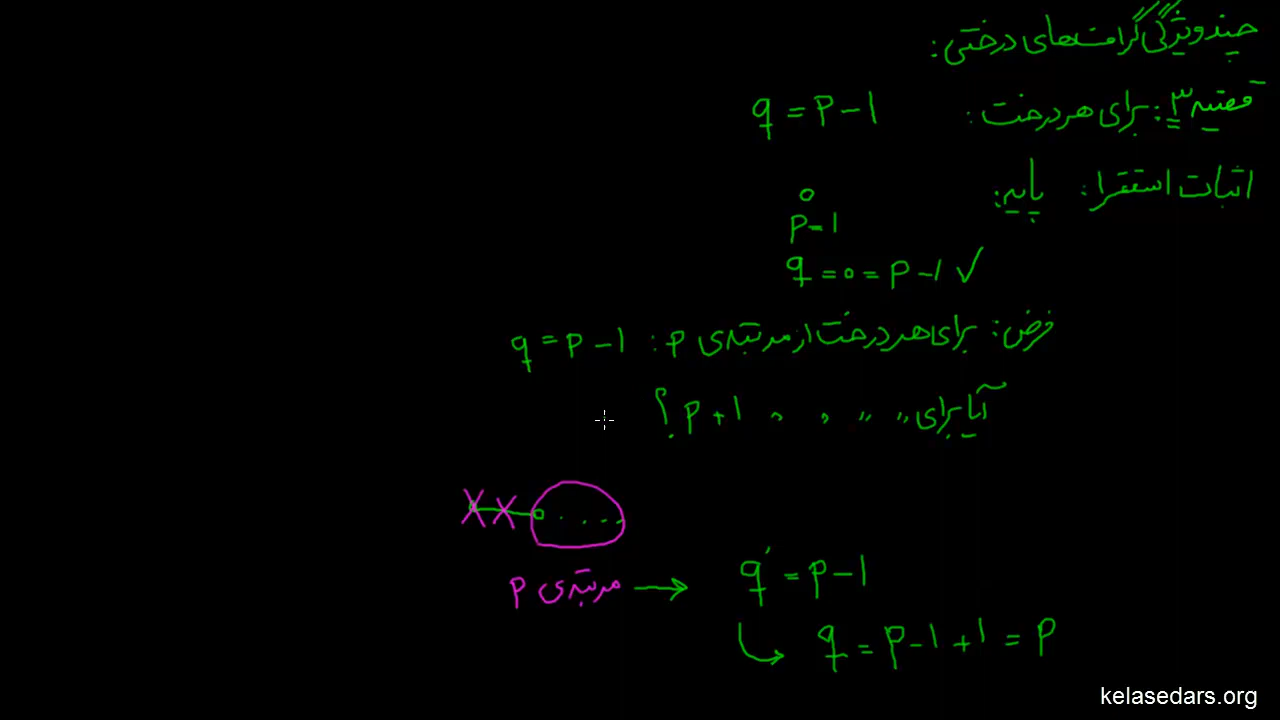 چند ویژگی گراف‌های درختی:
قضیه ۳: برای هر درخت: q = p - 1
اثبات استقرا: پایه:
p = 1
q = 0 = p - 1 ✓
فرض: برای هر درخت از مرتبه‌ی p : q = p - 1
آیا برای " " " " p + 1 ؟
مرتبه‌ی p → q' = p - 1
↳ q = p - 1 + 1 = p
kelasedars.org